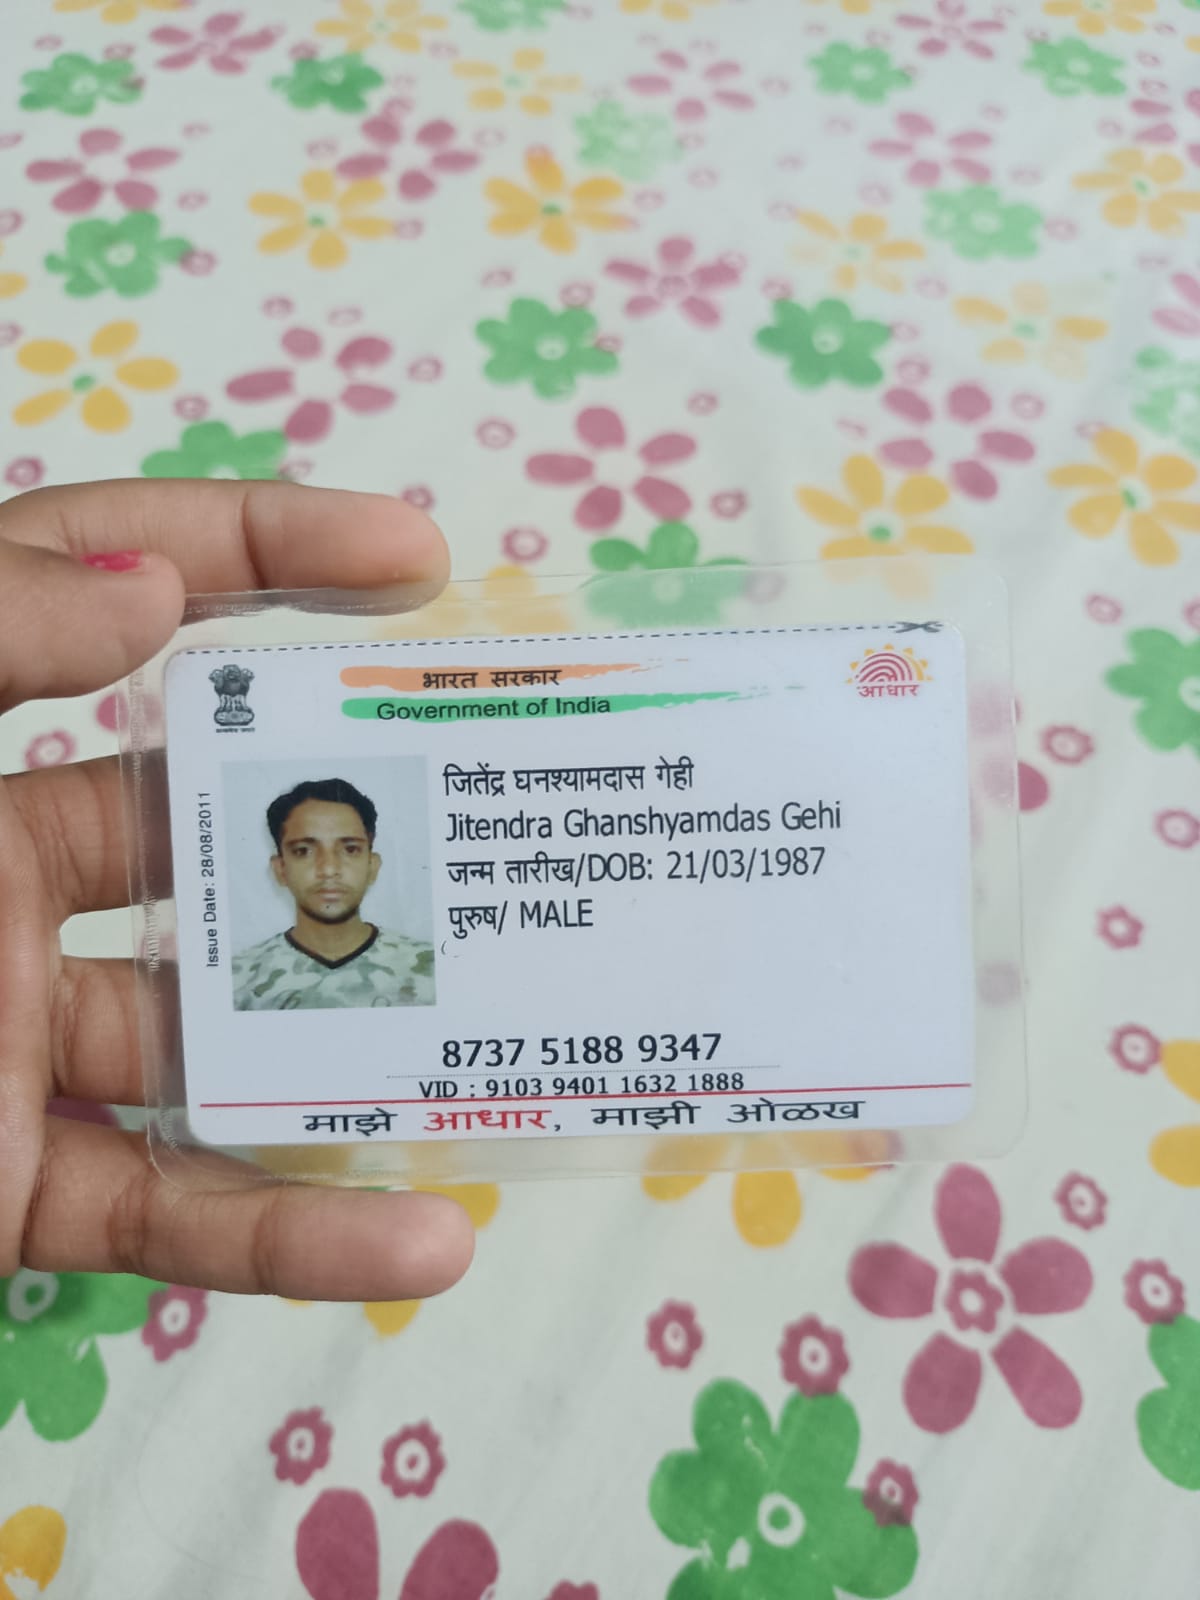 भारत सरकार
Government of India
आधार
Issue Date: 28/08/2011
जितेंद्र घनश्यामदास गेही
Jitendra Ghanshyamdas Gehi
जन्म तारीख/DOB: 21/03/1987
पुरुष/ MALE
8737 5188 9347
VID : 9103 9401 1632 1888
माझे आधार, माझी ओळख